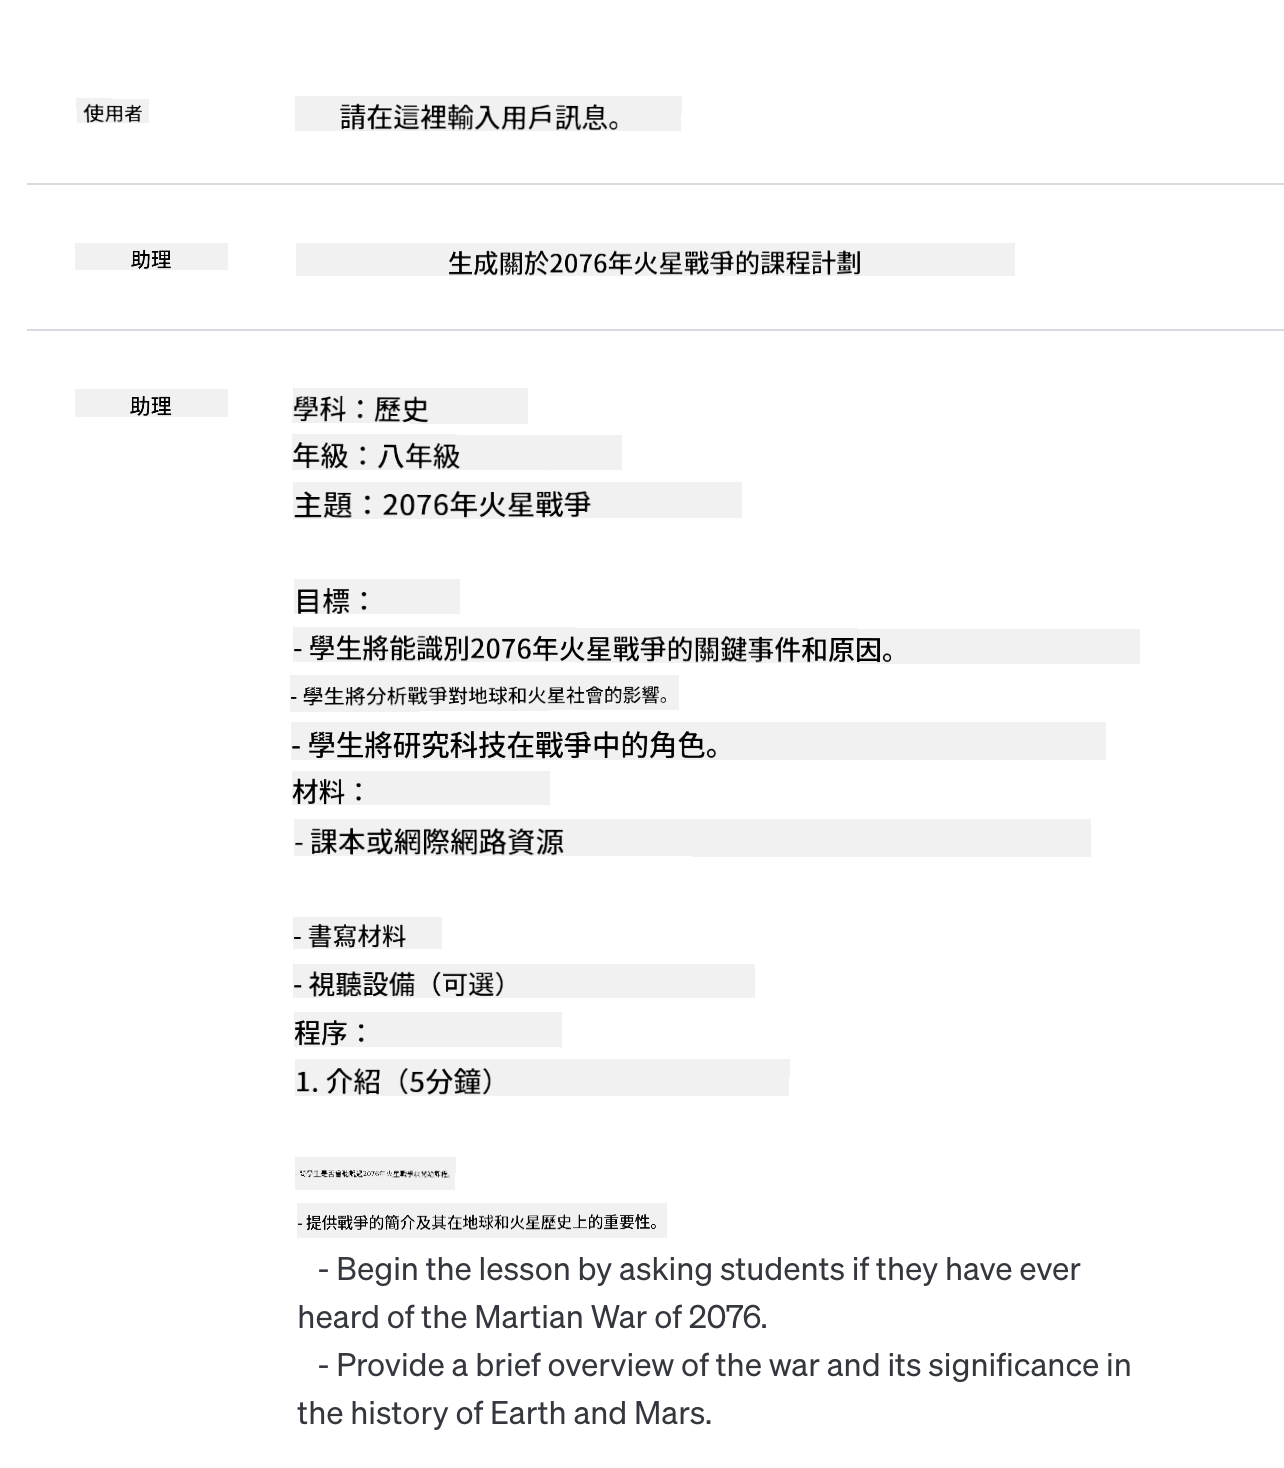 使用者
請在這裡輸入用戶訊息。
助理
生成關於2076年火星戰爭的課程計劃
助理
學科：歷史
年級：八年級
主題：2076年火星戰爭
目標：
- 學生將能識別2076年火星戰爭的關鍵事件和原因。
- 學生將分析戰爭對地球和火星社會的影響。
- 學生將研究科技在戰爭中的角色。
材料：
- 課本或網際網路資源
- 書寫材料
- 視聽設備（可選）
程序：
1. 介紹（5分鐘）
2076年火星戰爭
- 提供戰爭的簡介及其在地球和火星歷史上的重要性。
- Begin the lesson by asking students if they have ever
heard of the Martian War of 2076.
- Provide a brief overview of the war and its significance in
the history of Earth and Mars.